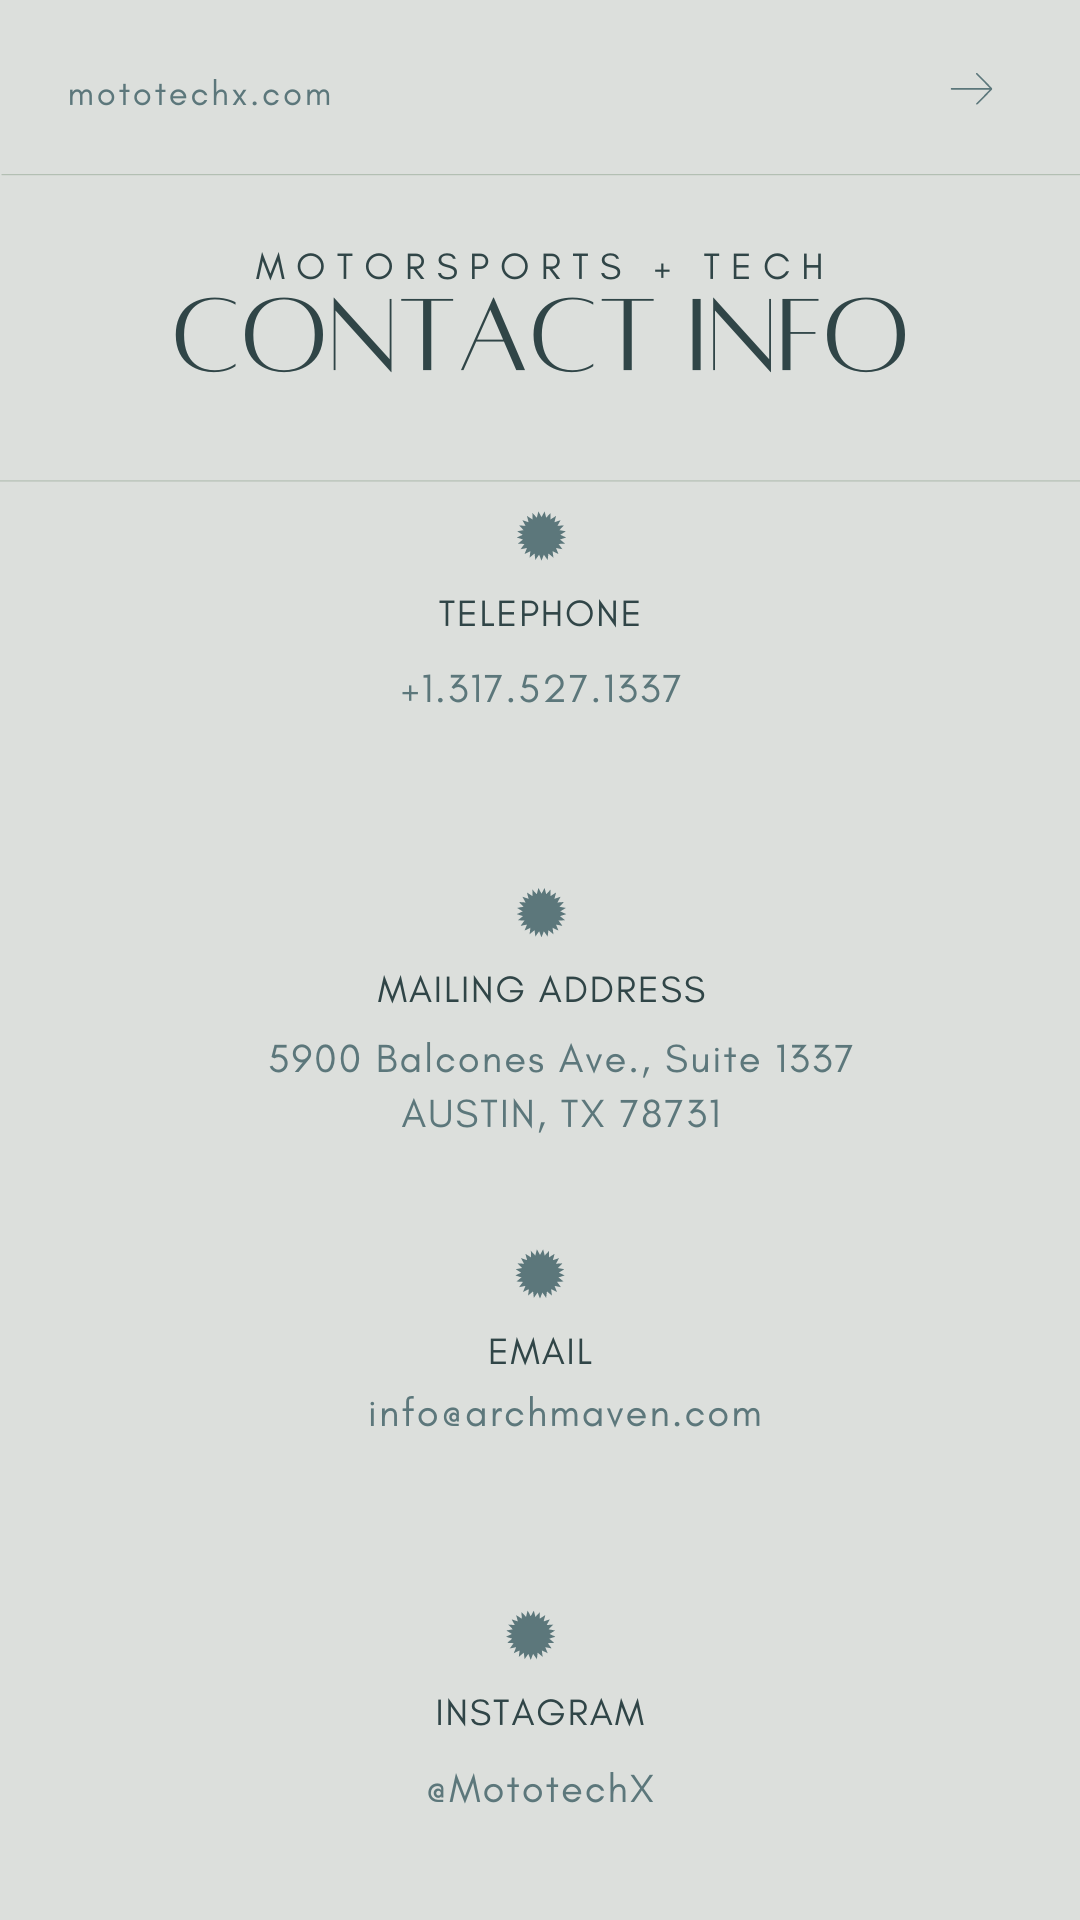 mototechx.com
MOTORSPORTS + TECH
CONTACT INFO
TELEPHONE
+1.317.527.1337
MAILING ADDRESS
5900 Balcones Ave., Suite 1337
AUSTIN, TX 78731
EMAIL
info@archmaven.com
INSTAGRAM
@MototechX